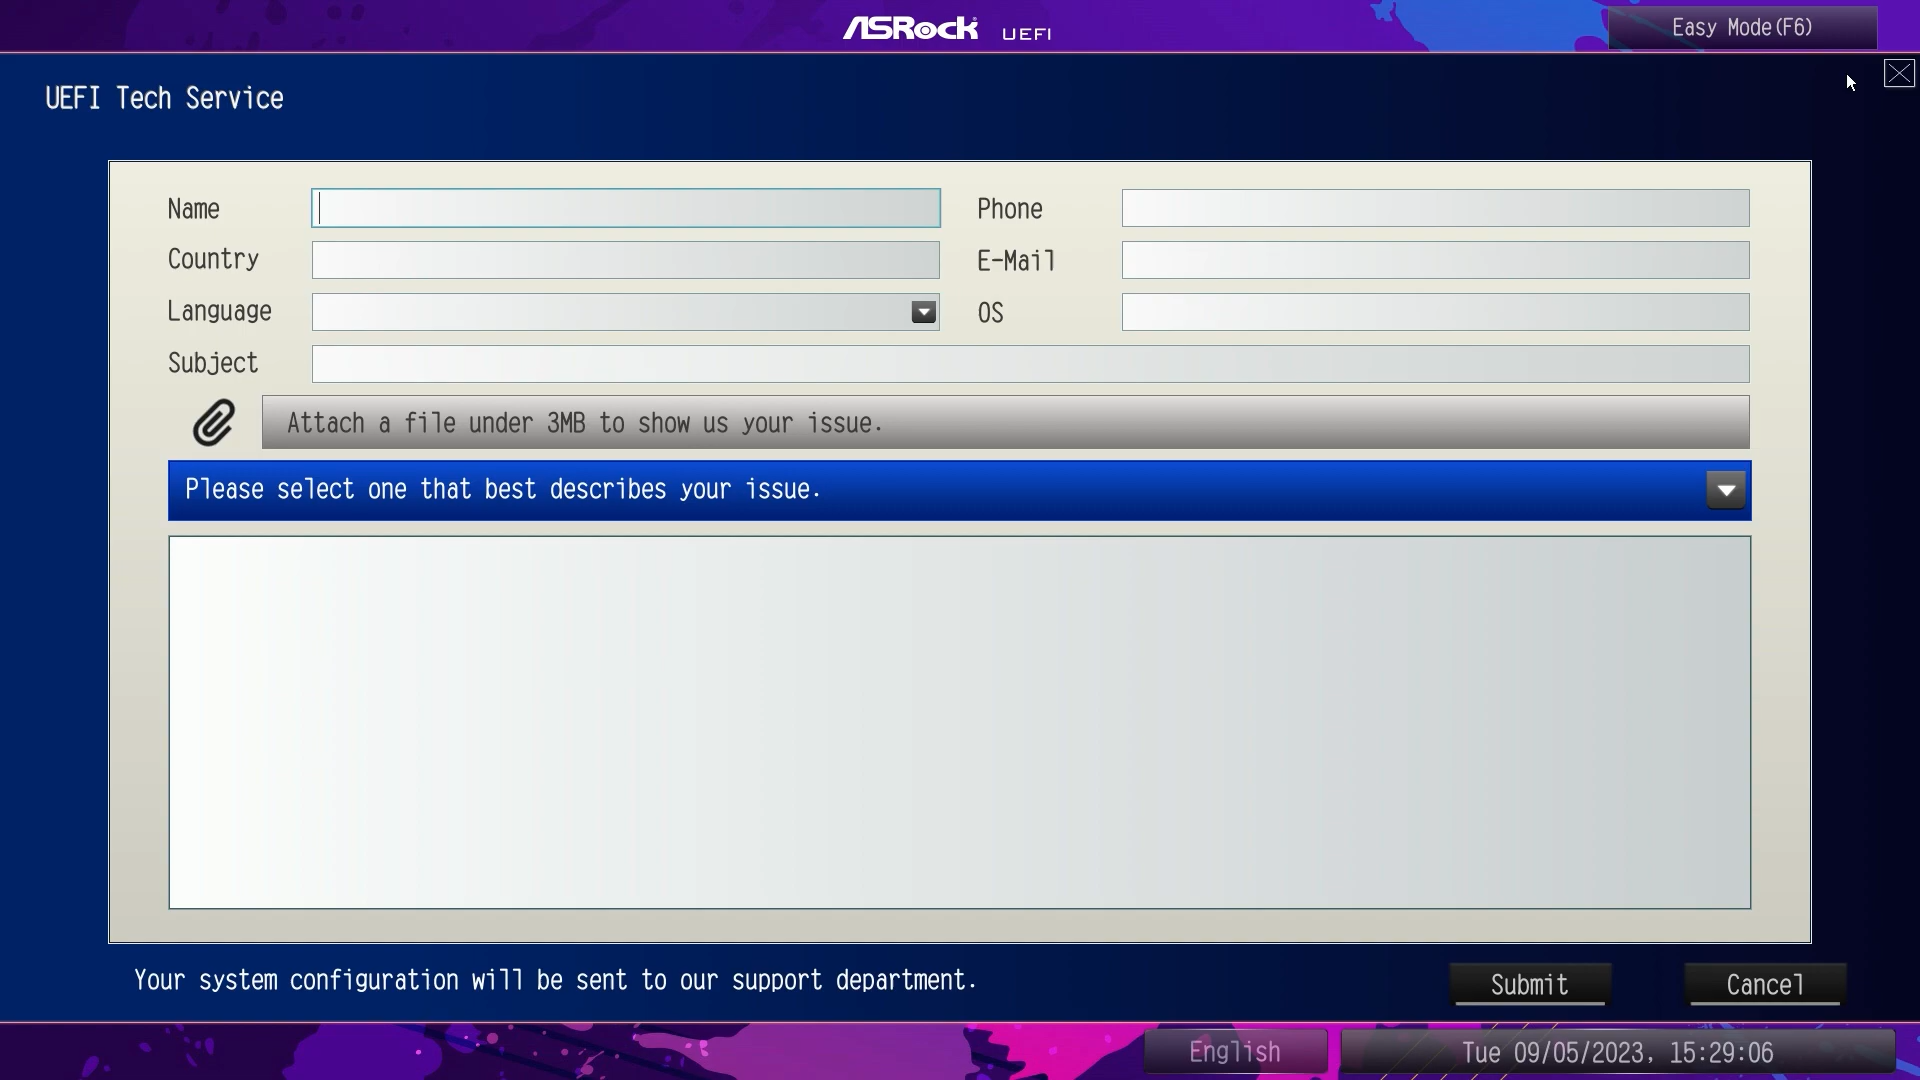 ASRock UEFI
Easy Mode(F6)
UEFI Tech Service
Name
Phone
Country
E-Mail
Language
OS
Subject
Attach a file under 3MB to show us your issue.
Please select one that best describes your issue.
Your system configuration will be sent to our support department.
Submit
Cancel
English
Tue 09/05/2023, 15:29:06